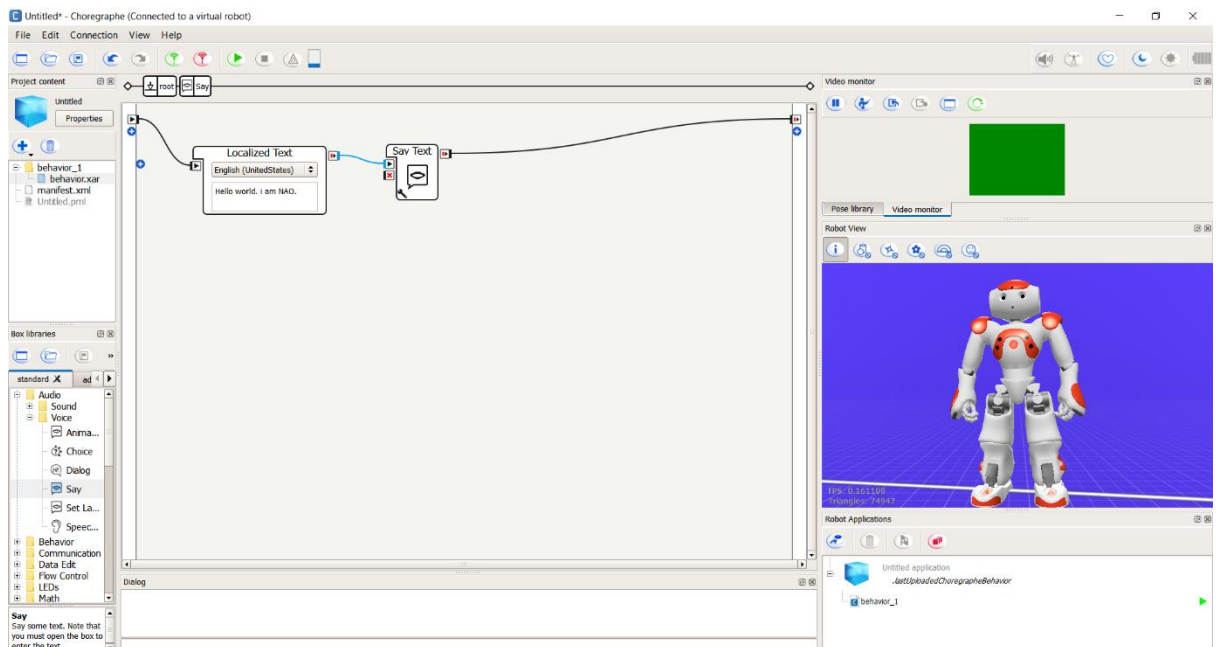 Untitled* - Choregraphe (Connected to a virtual robot)
File Edit Connection View Help
Project content
Untitled
Properties
behavior_1
behavior.xar
manifest.xml
Untitled.pml
Box libraries
standard X ad
Audio
Sound
Voice
Anima...
Choice
Dialog
Say
Set La...
Speec...
Behavior
Communication
Data Edit
Flow Control
LEDs
Math
Say
Say some text. Note that
you must open the box to
enter the text
root Say
Localized Text
English (UnitedStates)
Hello world. I am NAO.
Say Text
Dialog
Video monitor
Pose library Video monitor
Robot View
FPS: 0.161108
Triangles: 74947
Robot Applications
Untitled application
.lastUploadedChoregrapheBehavior
behavior_1